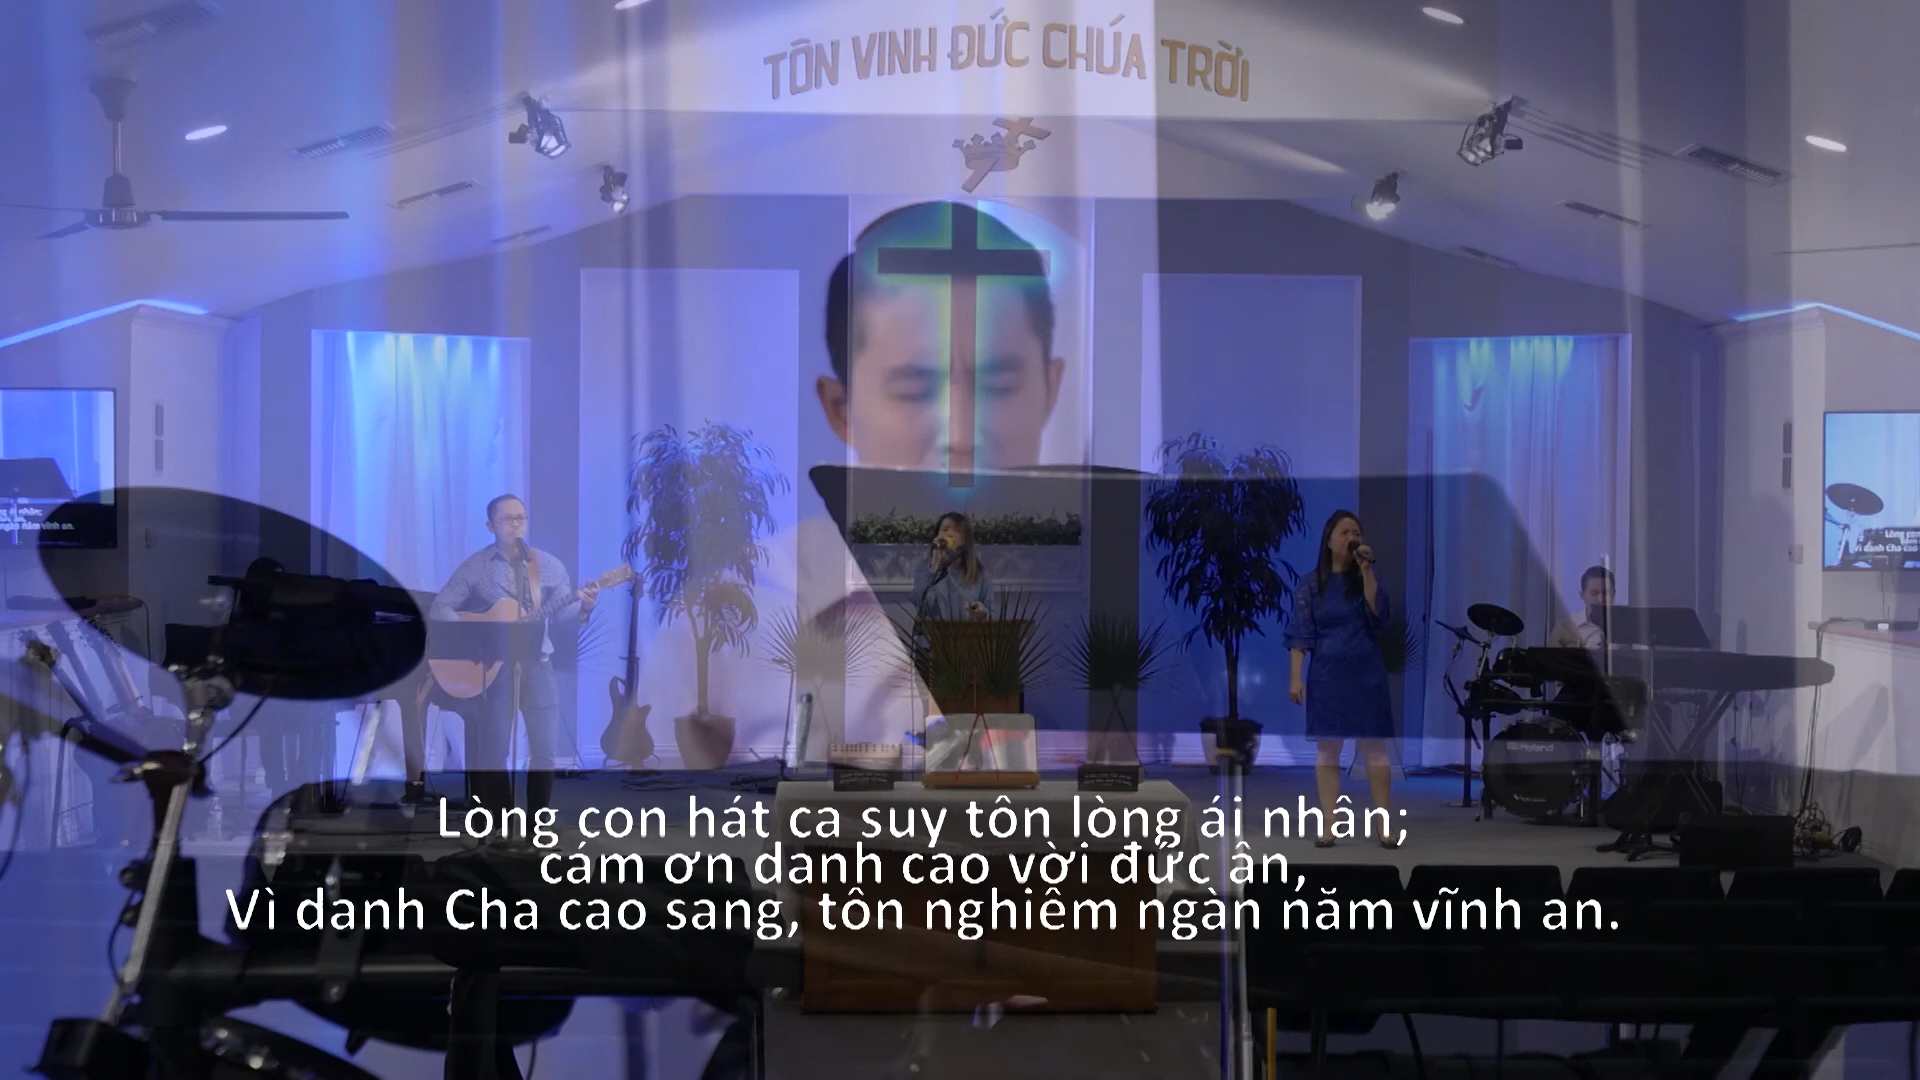 TÔN VINH ĐỨC CHÚA TRỜI
Lòng con hát ca suy tôn lòng ái nhân;
cám ơn danh cao vời đức ân,
Vì danh Cha cao sang, tôn nghiêm ngàn năm vĩnh an.
Roland